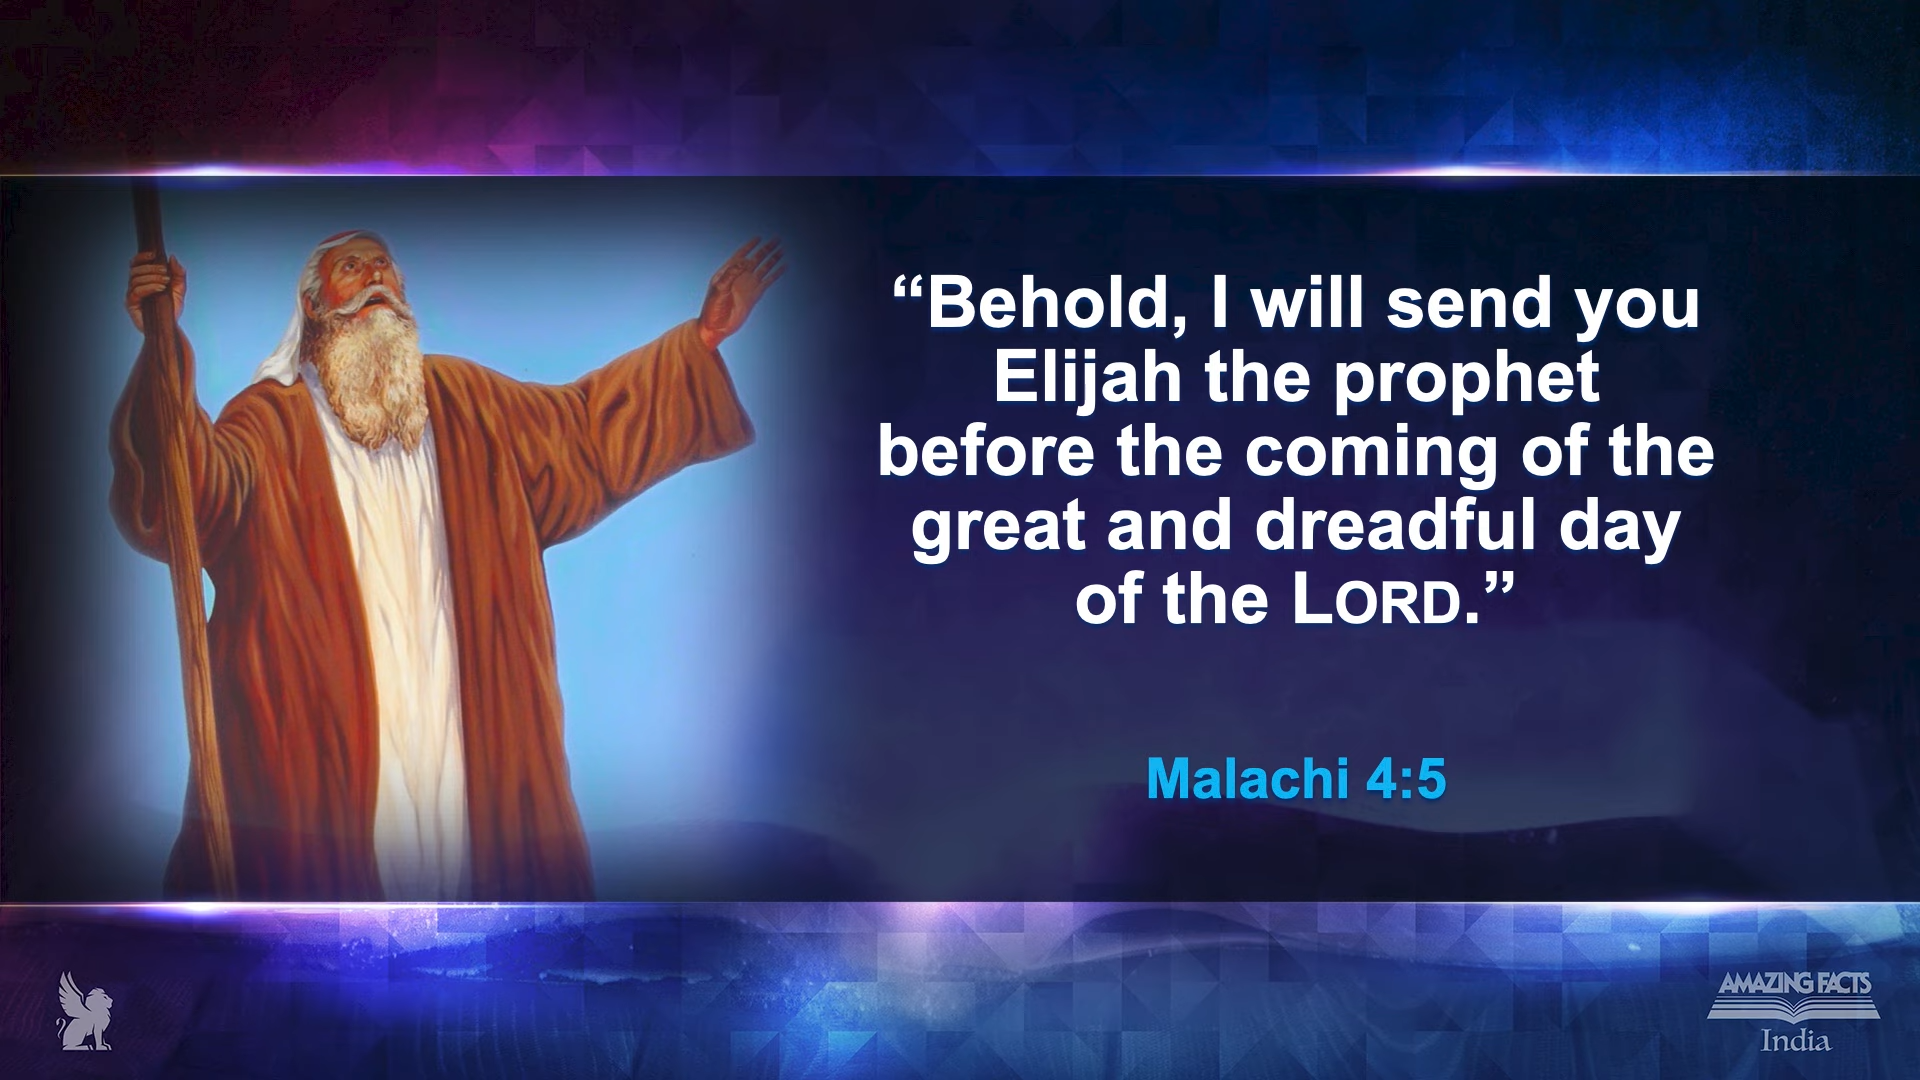 “Behold, I will send you
Elijah the prophet
before the coming of the
great and dreadful day
of the LORD.”
Malachi 4:5
AMAZING FACTS
India